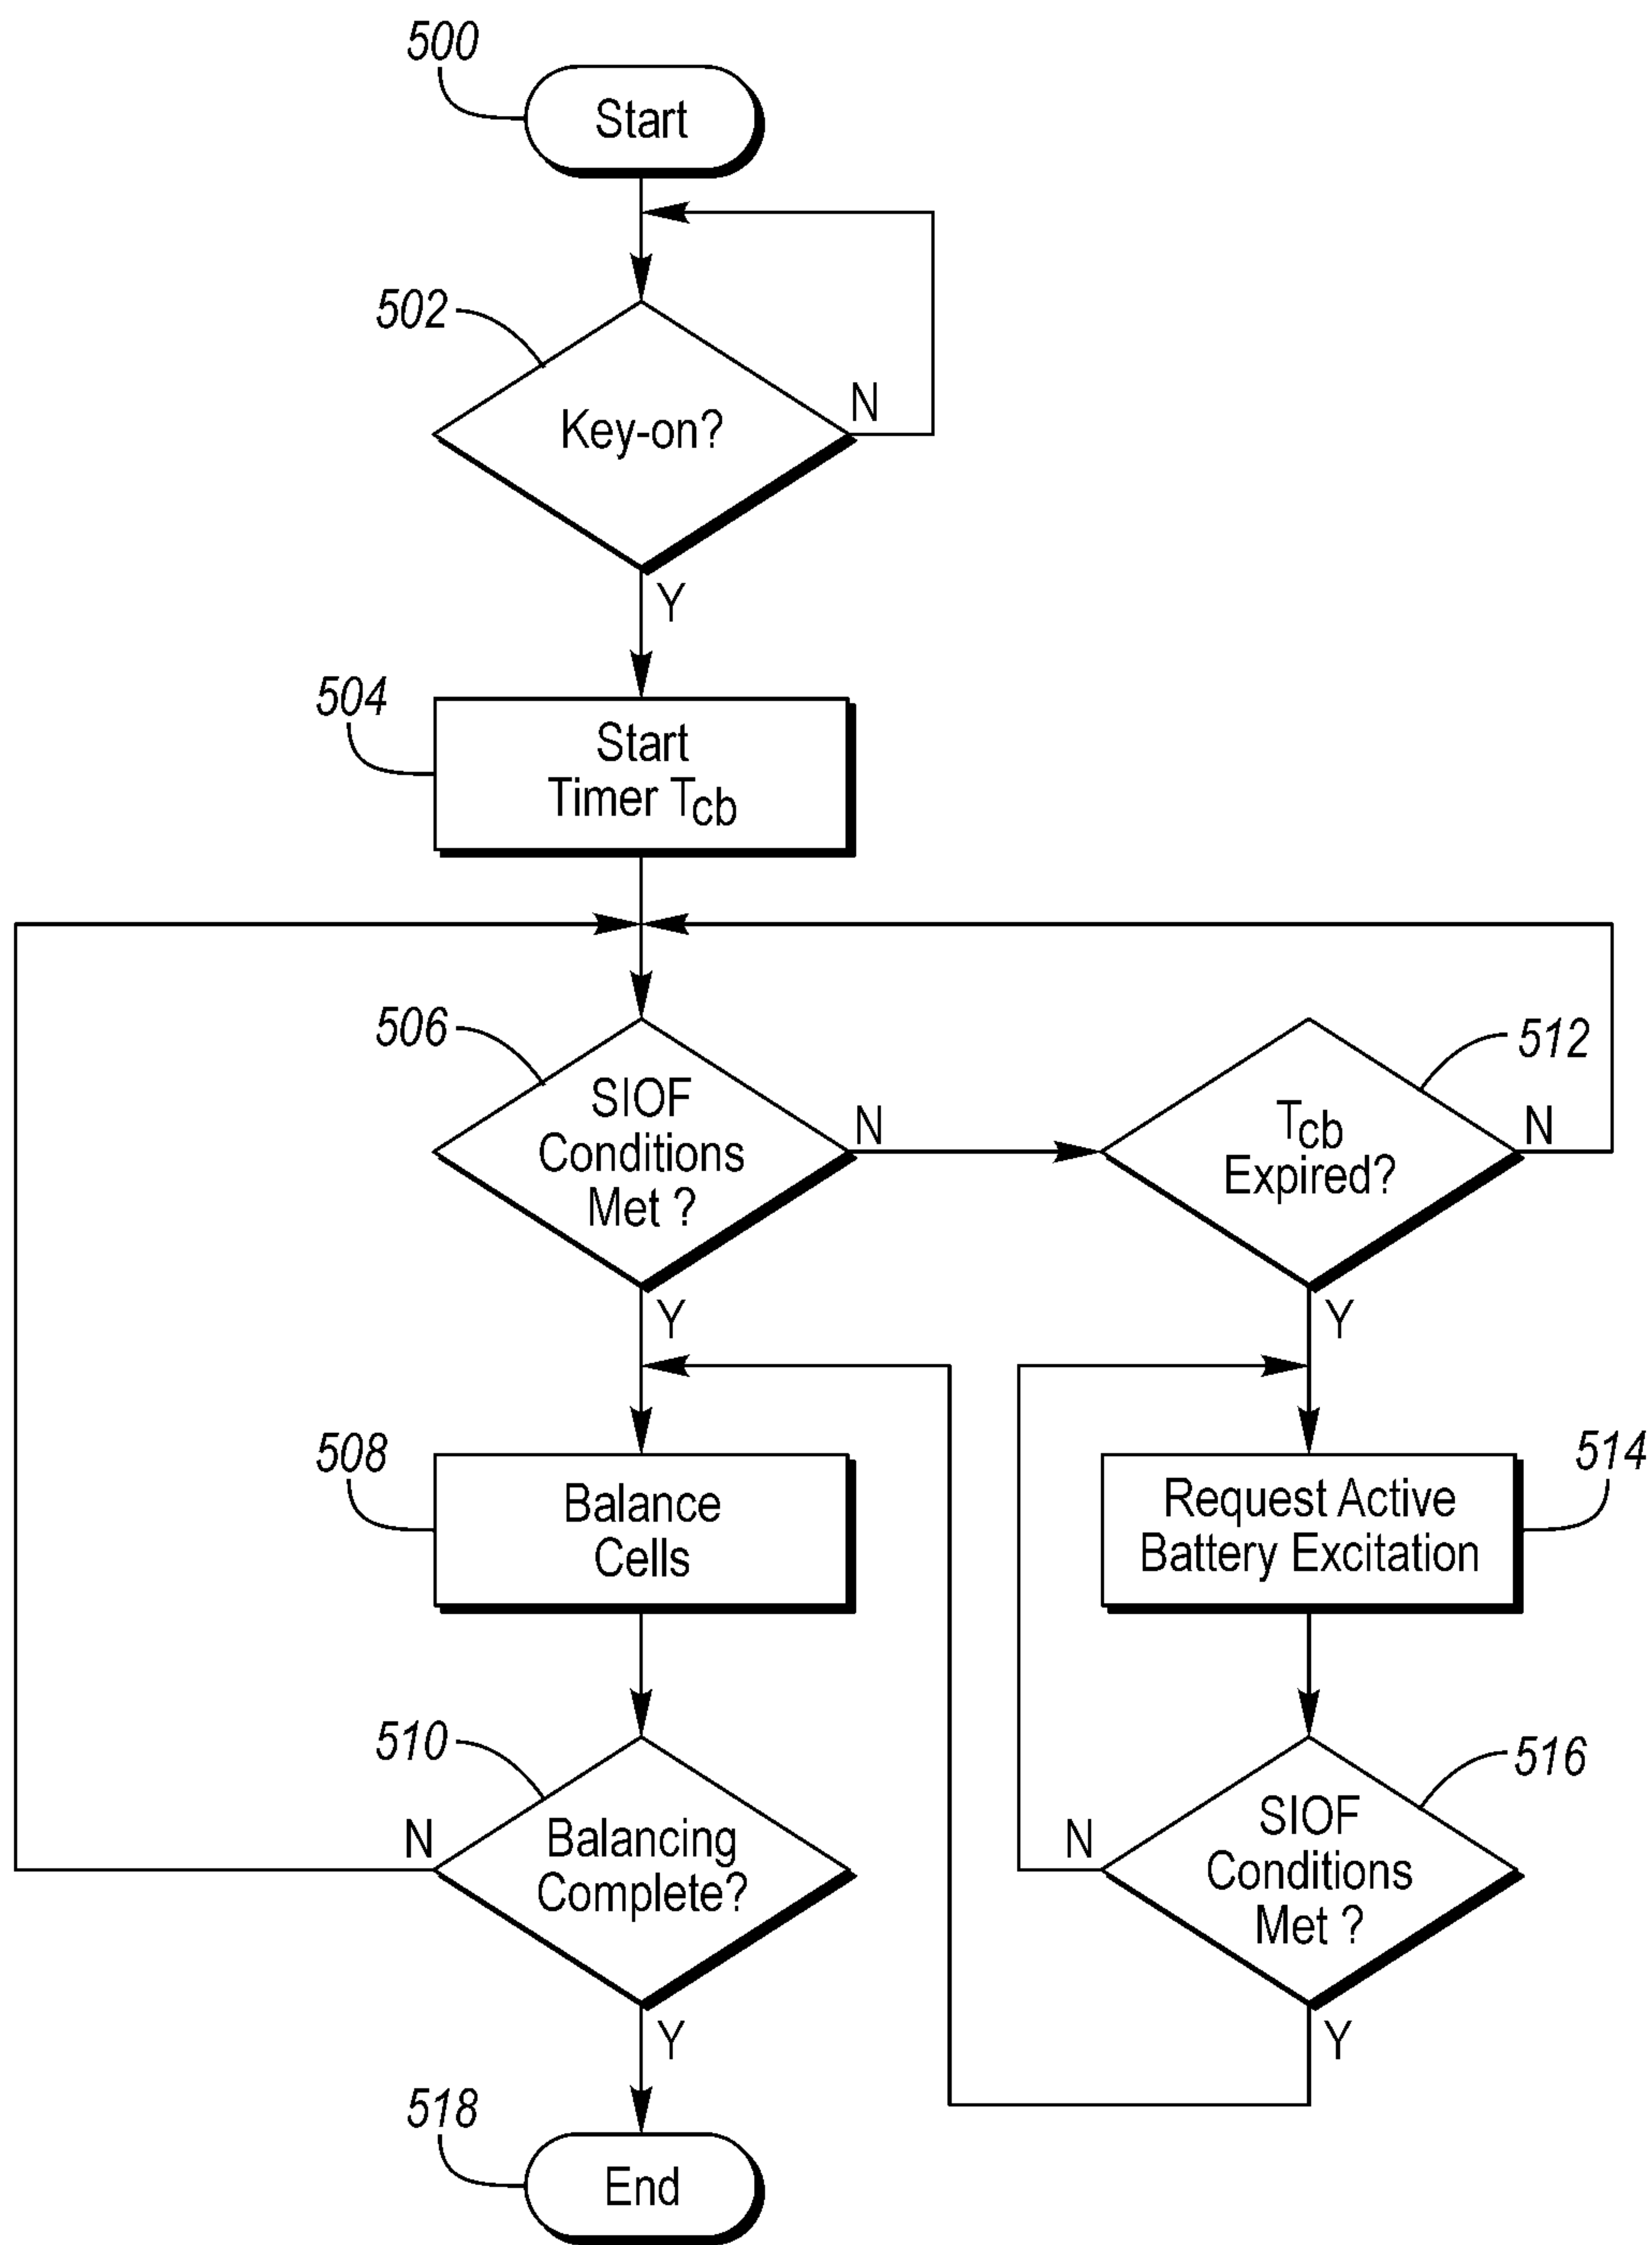 500
Start
502
Key-on?
N
Y
504
Start
Timer Tcb
506
SIOF
Conditions
Met ?
N
Y
512
Tcb
Expired?
N
Y
508
Balance
Cells
514
Request Active
Battery Excitation
510
Balancing
Complete?
N
Y
516
SIOF
Conditions
Met ?
N
Y
518
End